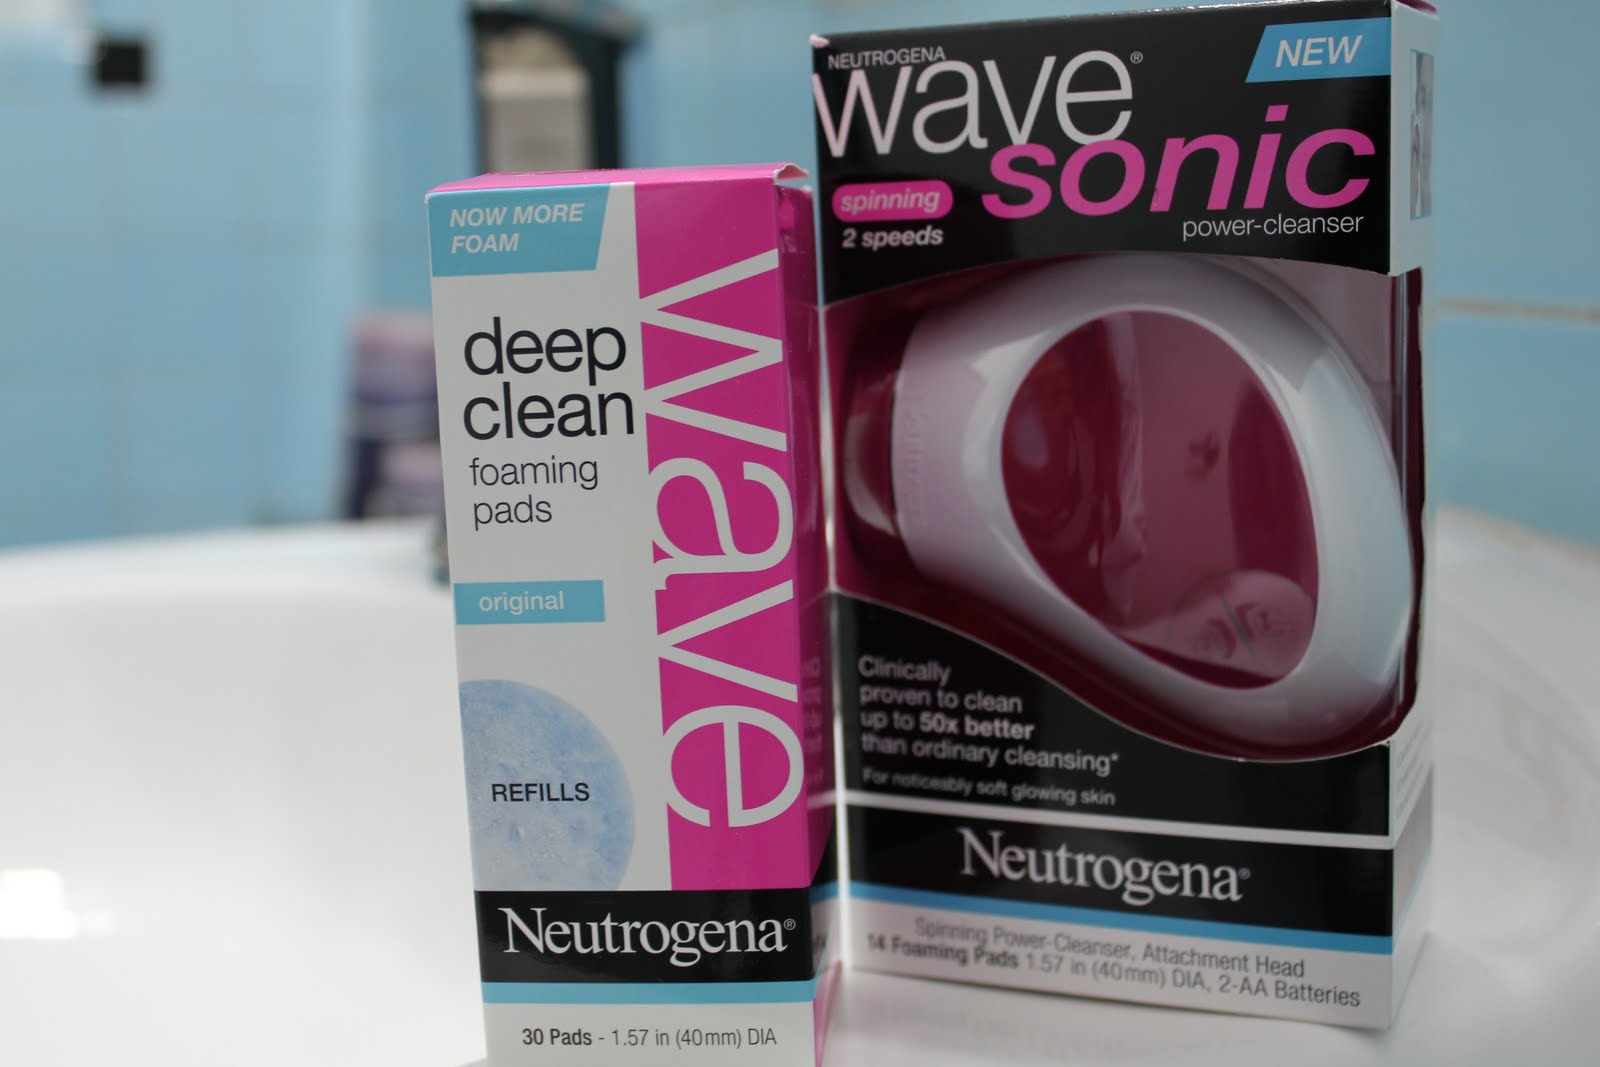 NOW MORE
FOAM
deep
clean
foaming
pads
original
REFILLS
wave
Neutrogena®
30 Pads - 1.57 in (40mm) DIA
NEUTROGENA
wave®
sonic
power-cleanser
NEW
spinning
2 speeds
Clinically
proven to clean
up to 50x better
than ordinary cleansing*
For noticeably soft glowing skin
Neutrogena®
Spinning Power-Cleanser, Attachment Head
14 Foaming Pads 1.57 in (40mm) DIA, 2-AA Batteries